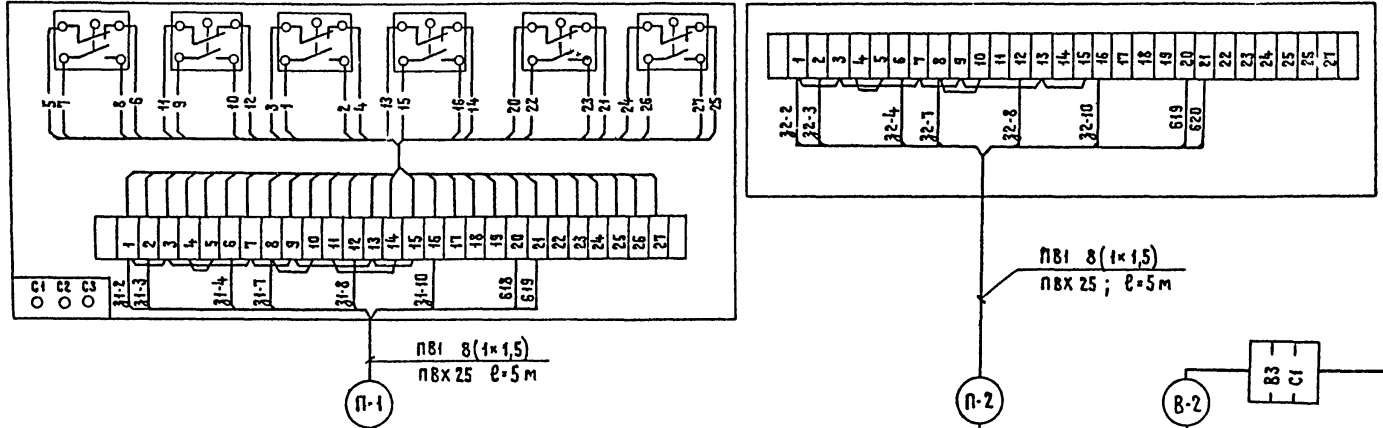 5 7 8 6 11 9 10 12 3 1 2 4 13 15 16 14 20 22 23 21 24 26 27 25
1 2 3 4 5 6 7 8 9 10 11 12 13 14 15 16 17 18 19 20 21 22 23 24 25 26 27
31-2 31-3 31-4 31-7 31-8 31-10 618 619
С1 С2 С3
ПВ1 8(1×1,5)
ПВХ 25 ℓ=5м
П-1
1 2 3 4 5 6 7 8 9 10 11 12 13 14 15 16 17 18 19 20 21 22 23 24 25 25 27
32-2 32-3 32-4 32-7 32-8 32-10 619 620
ПВ1 8(1×1,5)
ПВХ 25 ; ℓ=5м
П-2
В-2
В3
С1